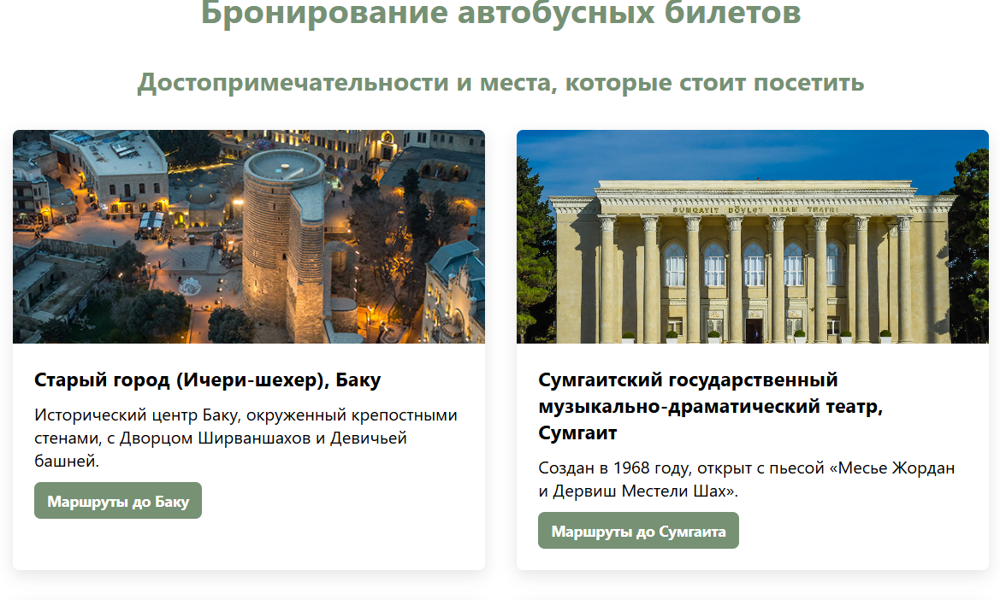 Бронирование автобусных билетов
Достопримечательности и места, которые стоит посетить
SUMQAYIT DÖVLƏT DRAM TEATRI
Старый город (Ичери-шехер), Баку
Исторический центр Баку, окруженный крепостными
стенами, с Дворцом Ширваншахов и Девичьей
башней.
Маршруты до Баку
Сумгаитский государственный
музыкально-драматический театр,
Сумгаит
Создан в 1968 году, открыт с пьесой «Месье Жордан
и Дервиш Местели Шах».
Маршруты до Сумгаита